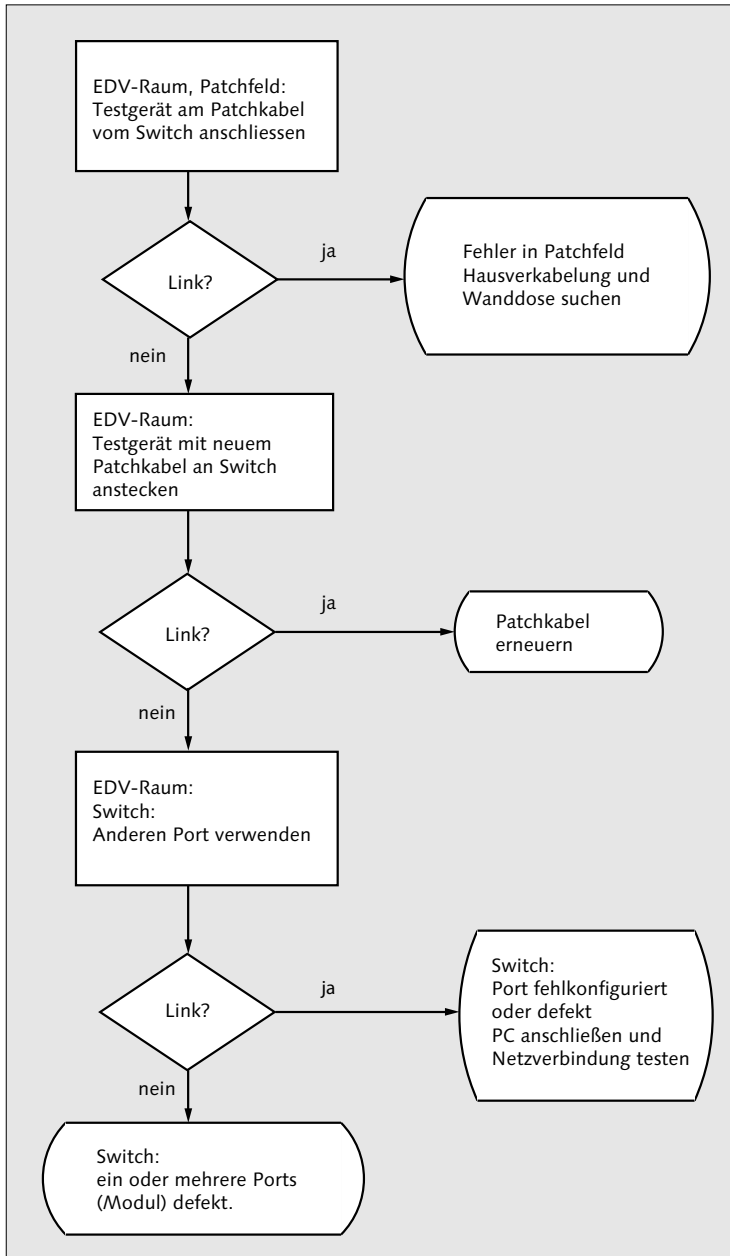 EDV-Raum, Patchfeld:
Testgerät am Patchkabel
vom Switch anschliessen
Link?
ja
Fehler in Patchfeld
Hausverkabelung und
Wanddose suchen
nein
EDV-Raum:
Testgerät mit neuem
Patchkabel an Switch
anstecken
Link?
ja
Patchkabel
erneuern
nein
EDV-Raum:
Switch:
Anderen Port verwenden
Link?
ja
Switch:
Port fehlkonfiguriert
oder defekt
PC anschließen und
Netzverbindung testen
nein
Switch:
ein oder mehrere Ports
(Modul) defekt.